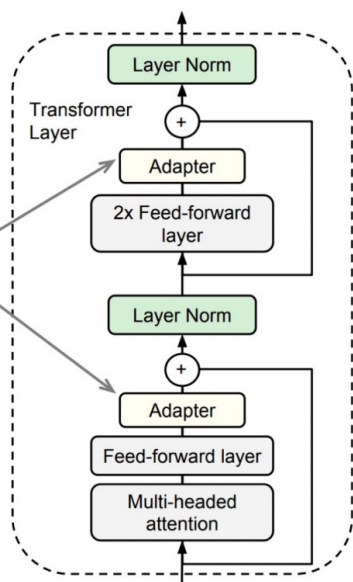 Layer Norm
Transformer
Layer
+
Adapter
2x Feed-forward
layer
Layer Norm
+
Adapter
Feed-forward layer
Multi-headed
attention